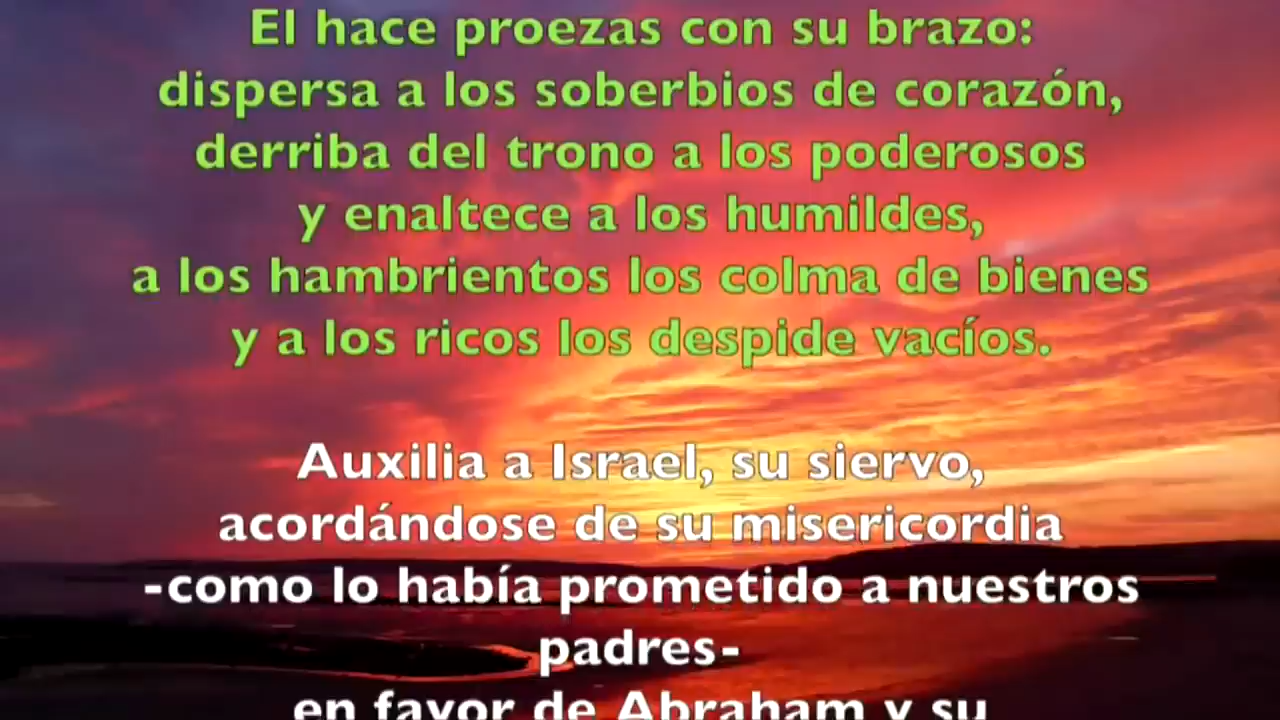 El hace proezas con su brazo:
dispersa a los soberbios de corazón,
derriba del trono a los poderosos
y enaltece a los humildes,
a los hambrientos los colma de bienes
y a los ricos los despide vacíos.
Auxilia a Israel, su siervo,
acordándose de su misericordia
-como lo había prometido a nuestros
padres-
en favor de Abraham y su